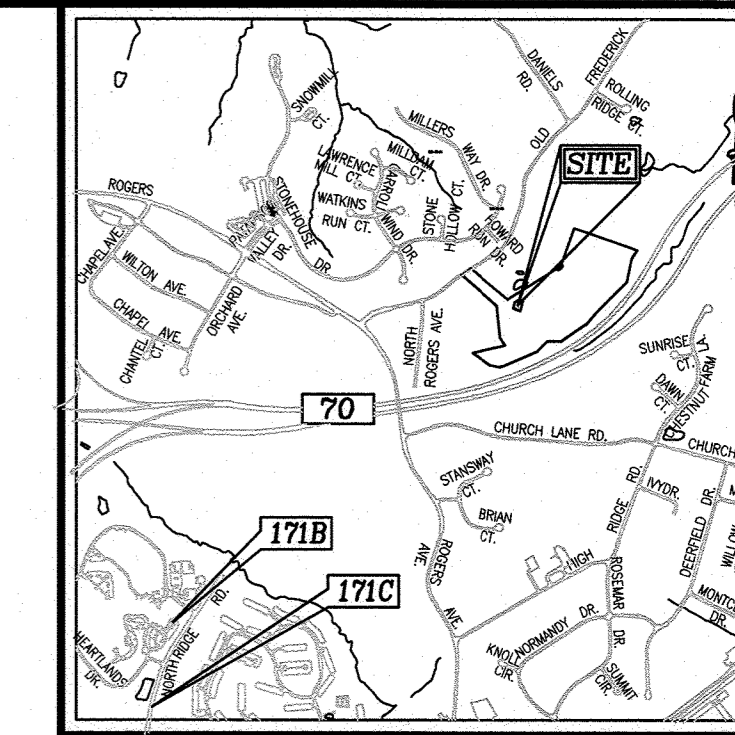 FREDERICK
DANIELS
RD.
ROLLING
RIDGE CT.
OLD
SNOWMILL
CT.
MILLERS
WAY DR.
MILLDAM
CT.
LAWRENCE
MILL CT.
CARROLL
WIND DR.
WATKINS
RUN CT.
STONE
HOLLOW CT.
HOWARD
RUN DR.
SITE
ROGERS
STONEHOUSE
DR.
VALLEY
DR.
CHAPEL AVE.
WILTON AVE.
CHAPEL AVE.
CHANTEL
CT.
ORCHARD
AVE.
NORTH
ROGERS AVE.
SUNRISE
CT.
DAWN
CT.
CHESTNUT FARM
LA.
70
CHURCH LANE RD.
CHURCH
STANSWAY
CT.
BRIAN
CT.
RIDGE RD.
IVY DR.
DEERFIELD DR.
WILLOW
MONTC
DR.
171B
171C
ROGERS
AVE.
AVE.
HIGH
ROSEMAR
DR
NORMANDY DR.
KNOLL
CIR.
SUMMIT
CIR.
HEARTLANDS
DR.
NORTH RIDGE
RD.